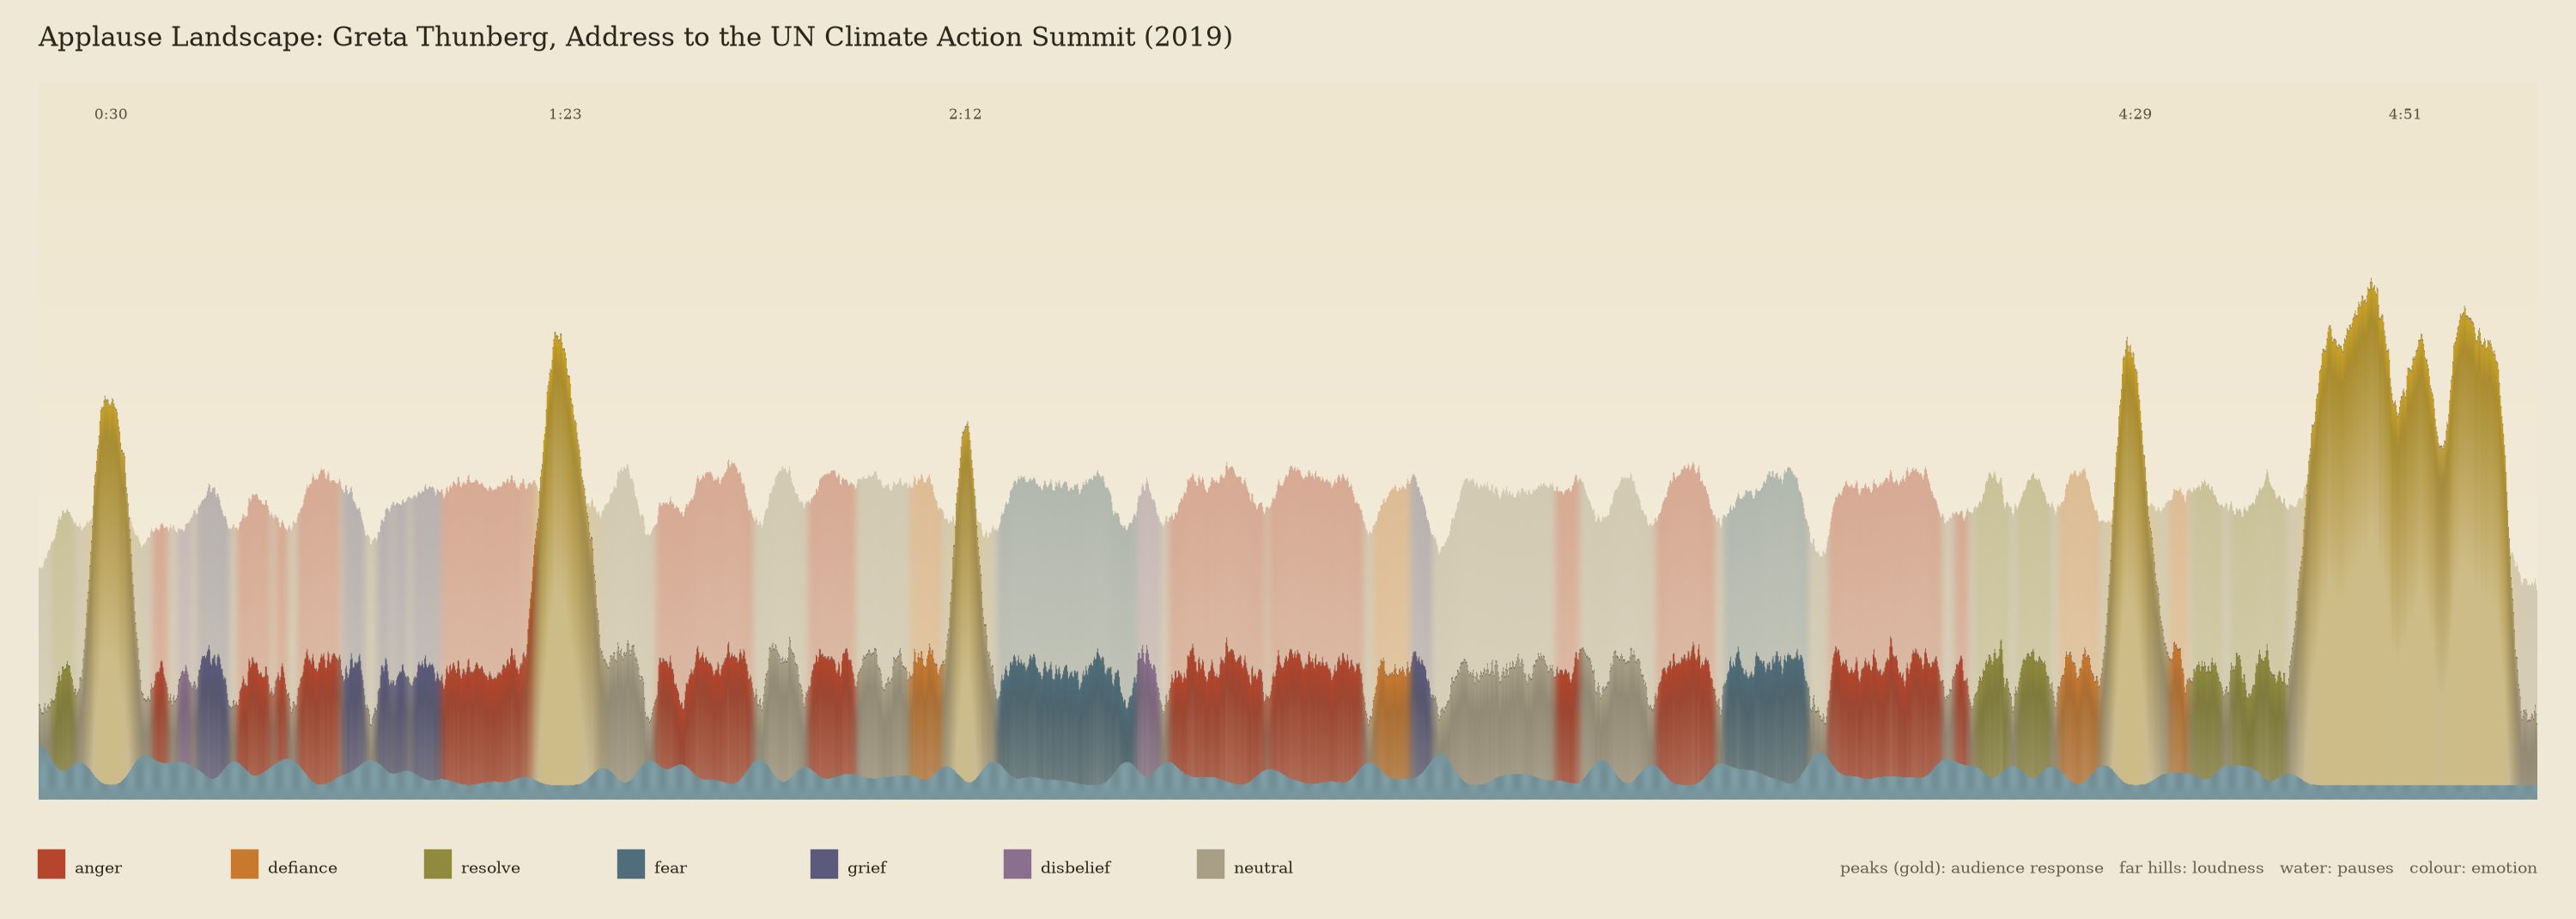 Applause Landscape: Greta Thunberg, Address to the UN Climate Action Summit (2019)
0:30 1:23 2:12 4:29 4:51
anger defiance resolve fear grief disbelief neutral peaks (gold): audience response far hills: loudness water: pauses colour: emotion